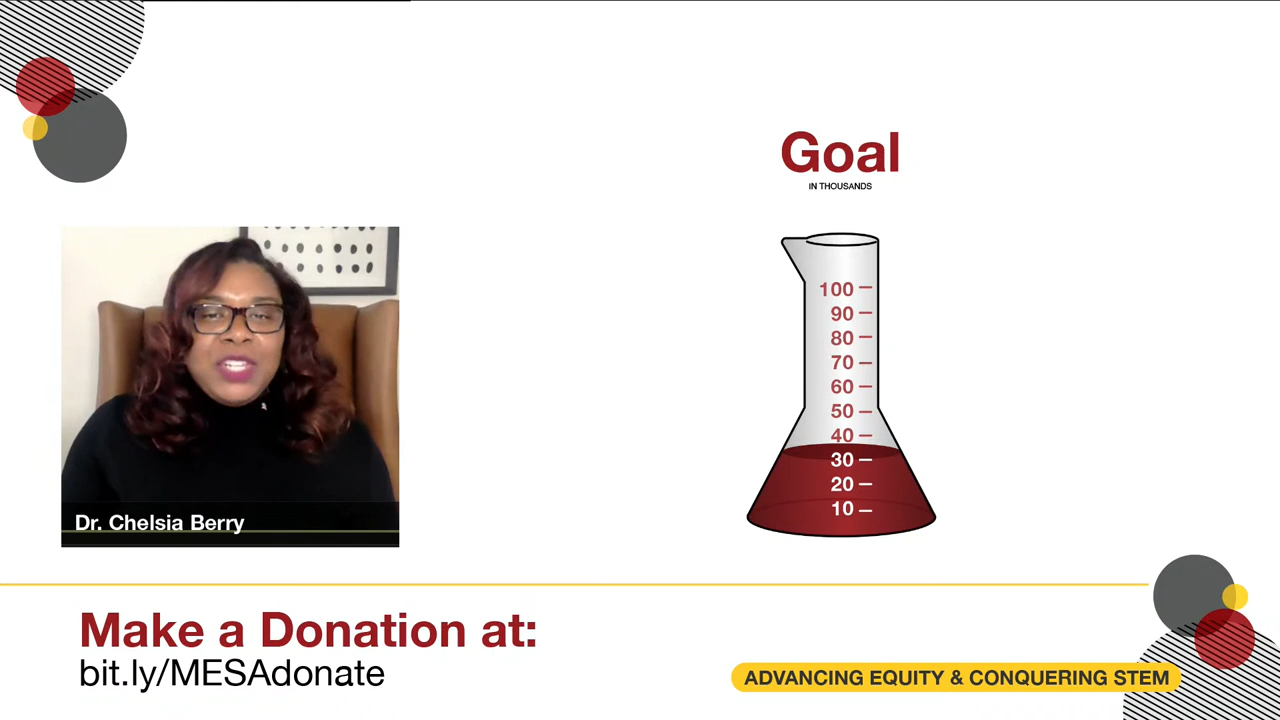 Goal
IN THOUSANDS
100
90
80
70
60
50
40
30
20
10
Dr. Chelsia Berry
Make a Donation at:
bit.ly/MESAdonate
ADVANCING EQUITY & CONQUERING STEM